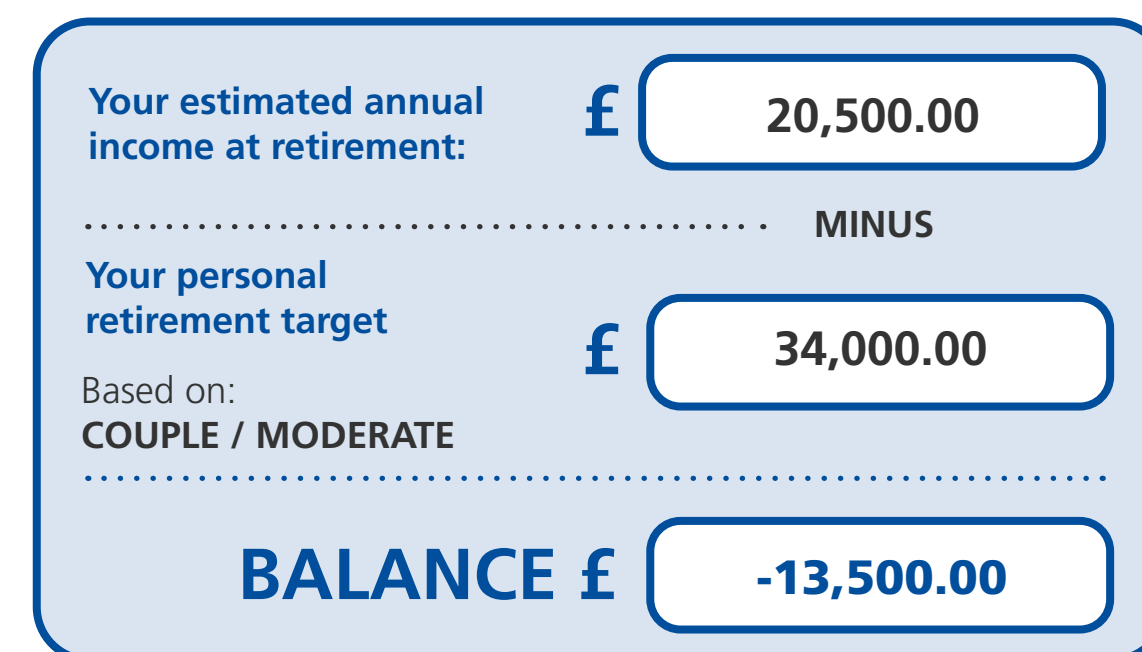 Your estimated annual
income at retirement:
£ 20,500.00
MINUS
Your personal
retirement target
£ 34,000.00
Based on:
COUPLE / MODERATE
BALANCE £ -13,500.00